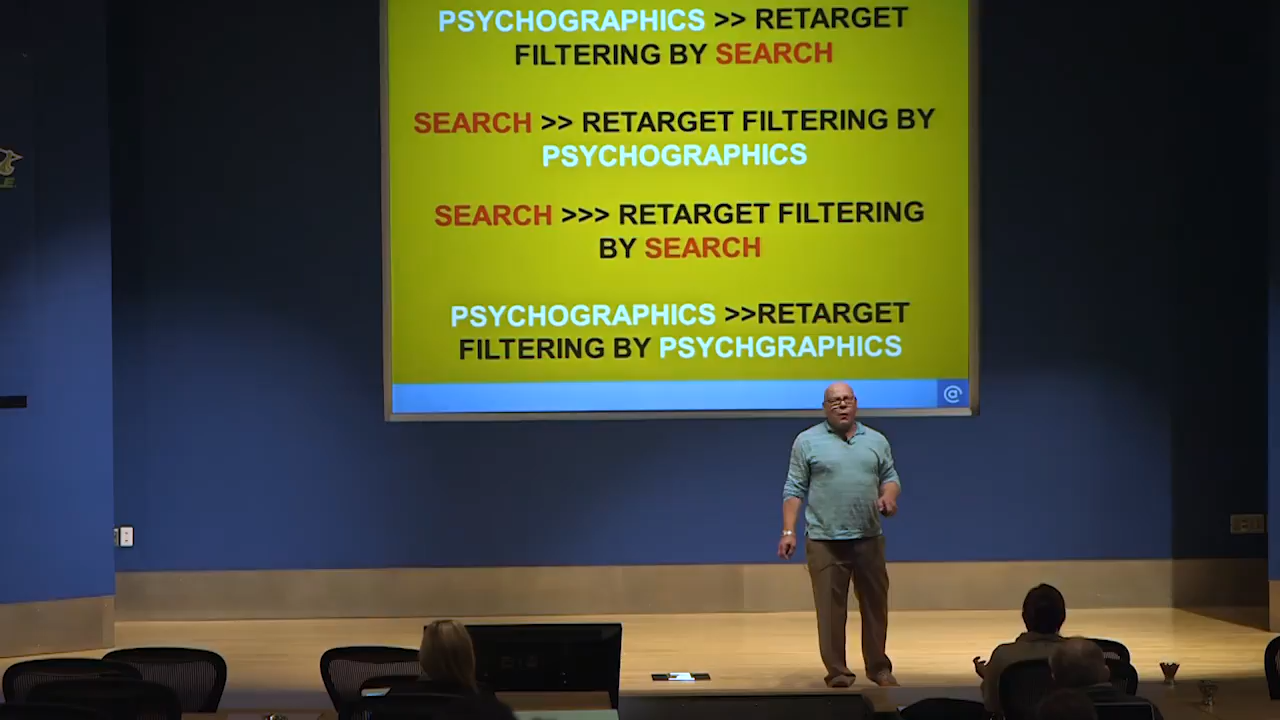 PSYCHOGRAPHICS >> RETARGET
FILTERING BY SEARCH
SEARCH >> RETARGET FILTERING BY
PSYCHOGRAPHICS
SEARCH >>> RETARGET FILTERING
BY SEARCH
PSYCHOGRAPHICS >>RETARGET
FILTERING BY PSYCHGRAPHICS
@